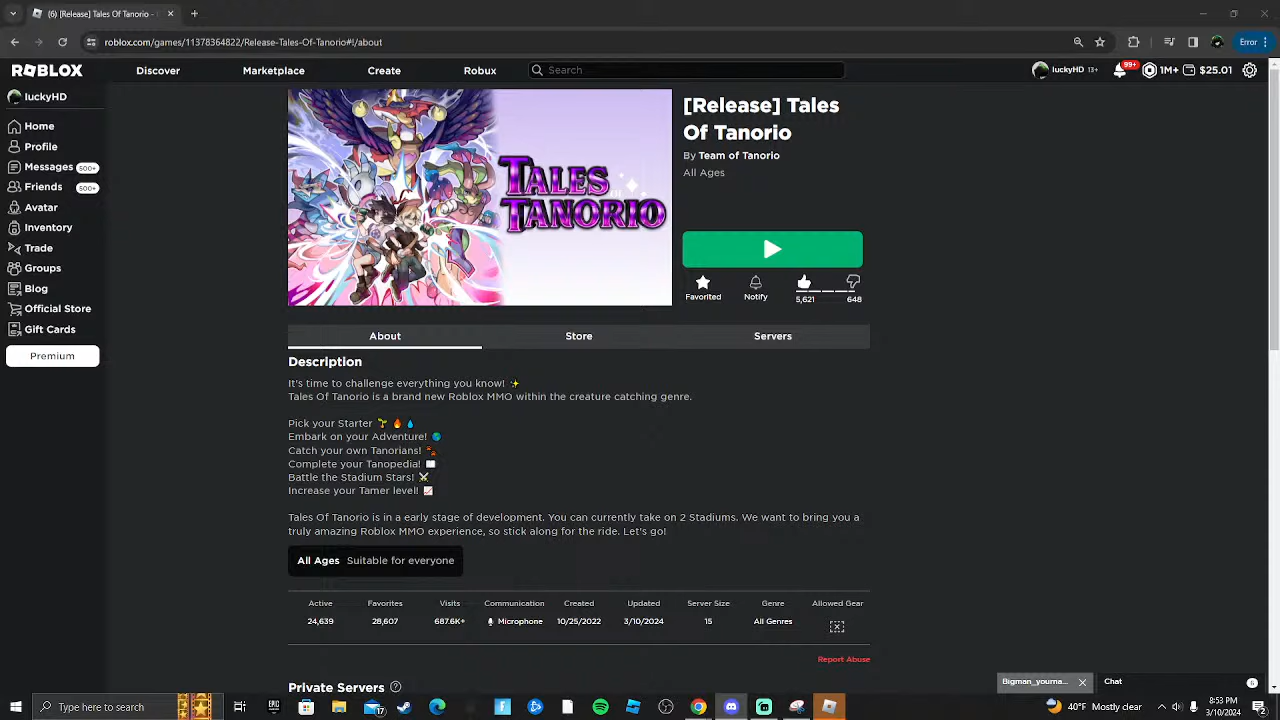 (6) [Release] Tales Of Tanorio - 
roblox.com/games/11378364822/Release-Tales-Of-Tanorio#!/about
Error
ROBLOX
Discover
Marketplace
Create
Robux
Search
luckyHD 13+
99+
1M+
$25.01
luckyHD
Home
Profile
Messages 500+
Friends 500+
Avatar
Inventory
Trade
Groups
Blog
Official Store
Gift Cards
Premium
TALES
TANORIO
[Release] Tales
Of Tanorio
By Team of Tanorio
All Ages
Favorited
Notify
5,621
648
About
Store
Servers
Description
It's time to challenge everything you know! ✨
Tales Of Tanorio is a brand new Roblox MMO within the creature catching genre.
Pick your Starter 🌱 🔥 💧
Embark on your Adventure! 🌍
Catch your own Tanorians! 🐾
Complete your Tanopedia! 📖
Battle the Stadium Stars! ⚔
Increase your Tamer level! 📈
Tales Of Tanorio is in a early stage of development. You can currently take on 2 Stadiums. We want to bring you a
truly amazing Roblox MMO experience, so stick along for the ride. Let's go!
All Ages Suitable for everyone
Active Favorites Visits Communication Created Updated Server Size Genre Allowed Gear
24,639 28,607 687.6K+ Microphone 10/25/2022 3/10/2024 15 All Genres
Report Abuse
Private Servers
Bigman_yourna...
Chat
6
Type here to search
EPIC
17
40°F Mostly clear
8:53 PM
3/10/2024